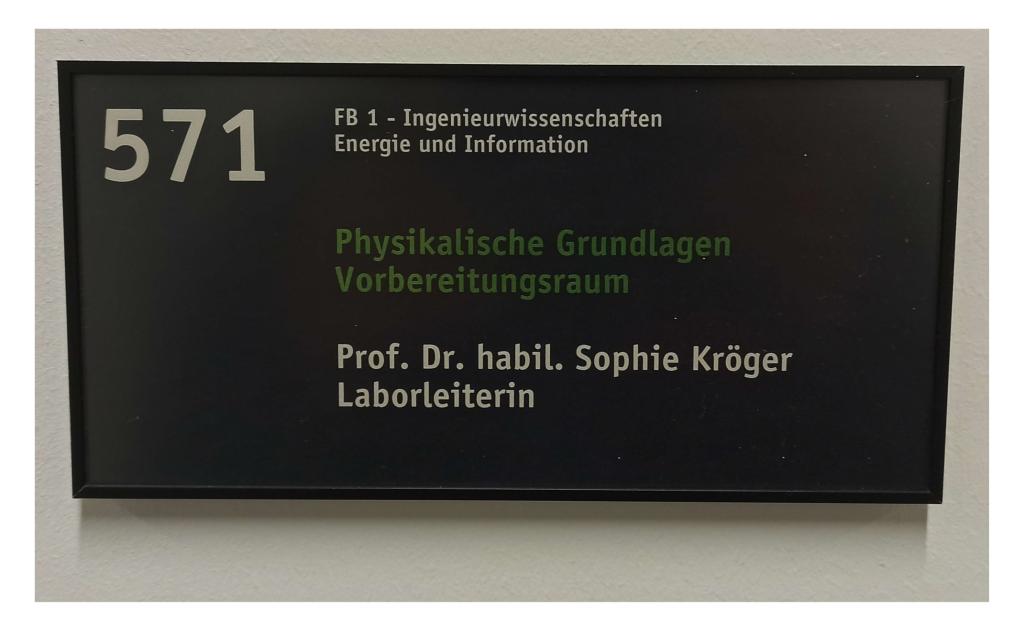 571
FB 1 - Ingenieurwissenschaften
Energie und Information
Physikalische Grundlagen
Vorbereitungsraum
Prof. Dr. habil. Sophie Kröger
Laborleiterin